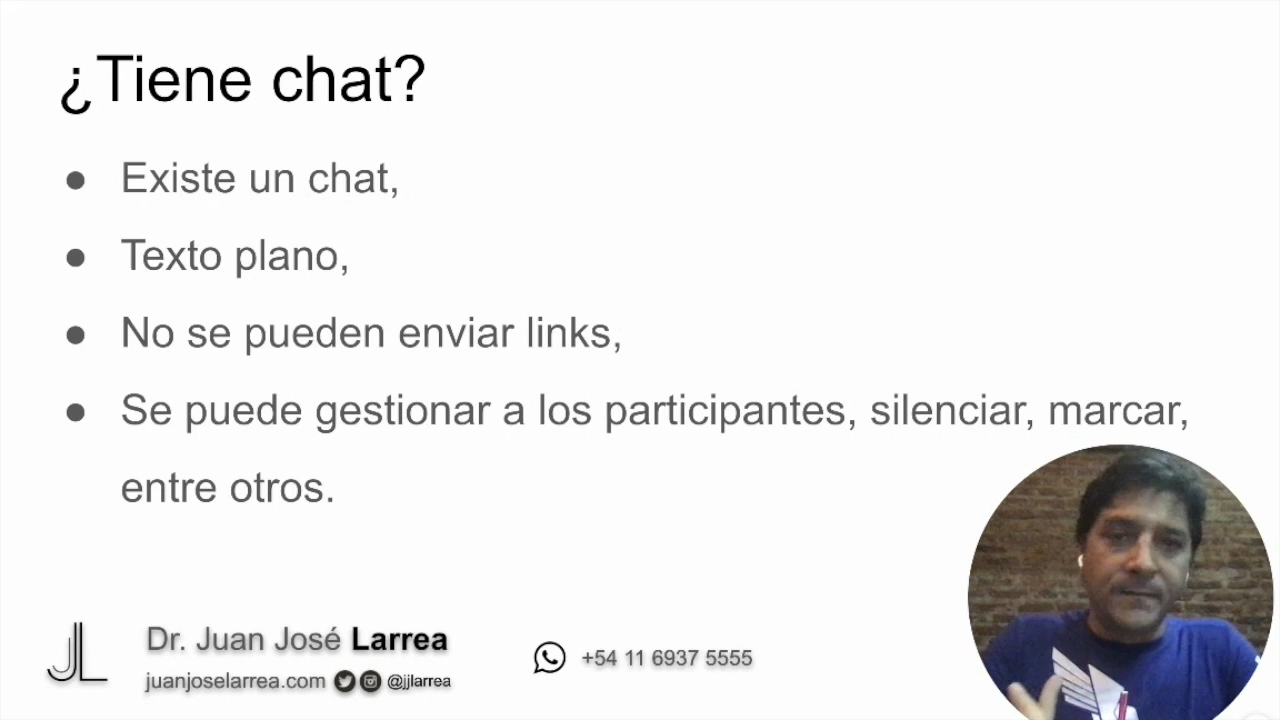 ¿Tiene chat?
● Existe un chat,
● Texto plano,
● No se pueden enviar links,
● Se puede gestionar a los participantes, silenciar, marcar,
entre otros.
JL
Dr. Juan José Larrea
juanjoselarrea.com @jjlarrea
+54 11 6937 5555